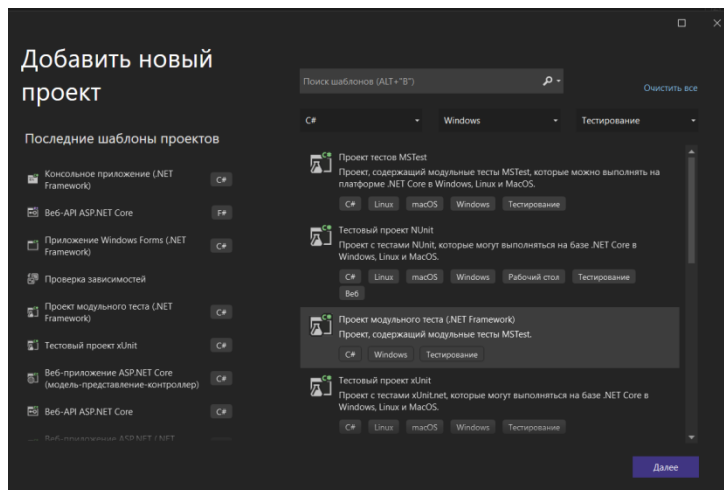 Добавить новый
проект
Последние шаблоны проектов
Консольное приложение (.NET
Framework)
C#
Веб-API ASP.NET Core
F#
Приложение Windows Forms (.NET
Framework)
C#
Проверка зависимостей
Проект модульного теста (.NET
Framework)
C#
Тестовый проект xUnit
C#
Веб-приложение ASP.NET Core
(модель-представление-контроллер)
C#
Веб-API ASP.NET Core
C#
Веб-приложение ASP.NET (.NET
Поиск шаблонов (ALT+"В")
Очистить все
C# Windows Тестирование
Проект тестов MSTest
Проект, содержащий модульные тесты MSTest, которые можно выполнять на
платформе .NET Core в Windows, Linux и MacOS.
C# Linux macOS Windows Тестирование
Тестовый проект NUnit
Проект с тестами NUnit, которые могут выполняться на базе .NET Core в
Windows, Linux и MacOS.
C# Linux macOS Windows Рабочий стол Тестирование
Веб
Проект модульного теста (.NET Framework)
Проект, содержащий модульные тесты MSTest.
C# Windows Тестирование
Тестовый проект xUnit
Проект с тестами xUnit.net, которые могут выполняться на базе .NET Core в
Windows, Linux и MacOS.
C# Linux macOS Windows Тестирование
Далее